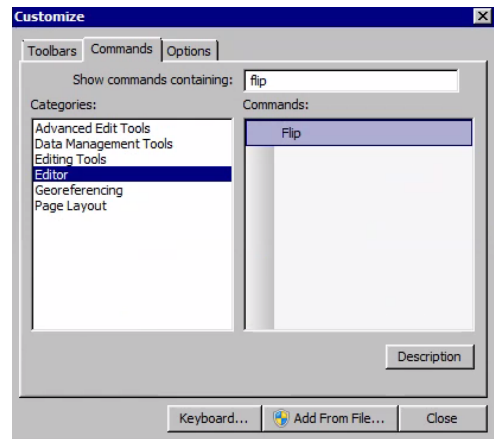 Customize
Toolbars Commands Options
Show commands containing: flip
Categories: Commands:
Advanced Edit Tools
Data Management Tools
Editing Tools
Editor
Georeferencing
Page Layout
Flip
Description
Keyboard... Add From File... Close